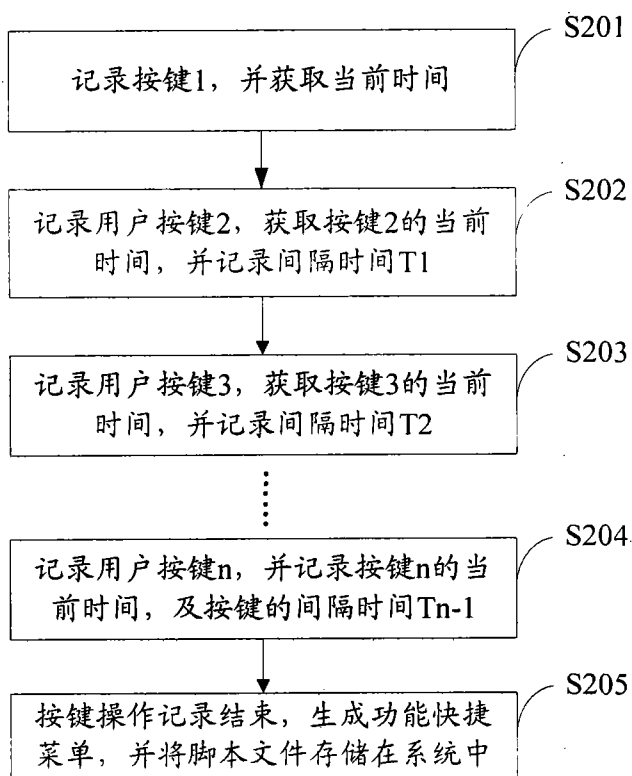 S201
记录按键1，并获取当前时间
S202
记录用户按键2，获取按键2的当前
时间，并记录间隔时间T1
S203
记录用户按键3，获取按键3的当前
时间，并记录间隔时间T2
S204
记录用户按键n，并记录按键n的当
前时间，及按键的间隔时间Tn-1
S205
按键操作记录结束，生成功能快捷
菜单，并将脚本文件存储在系统中